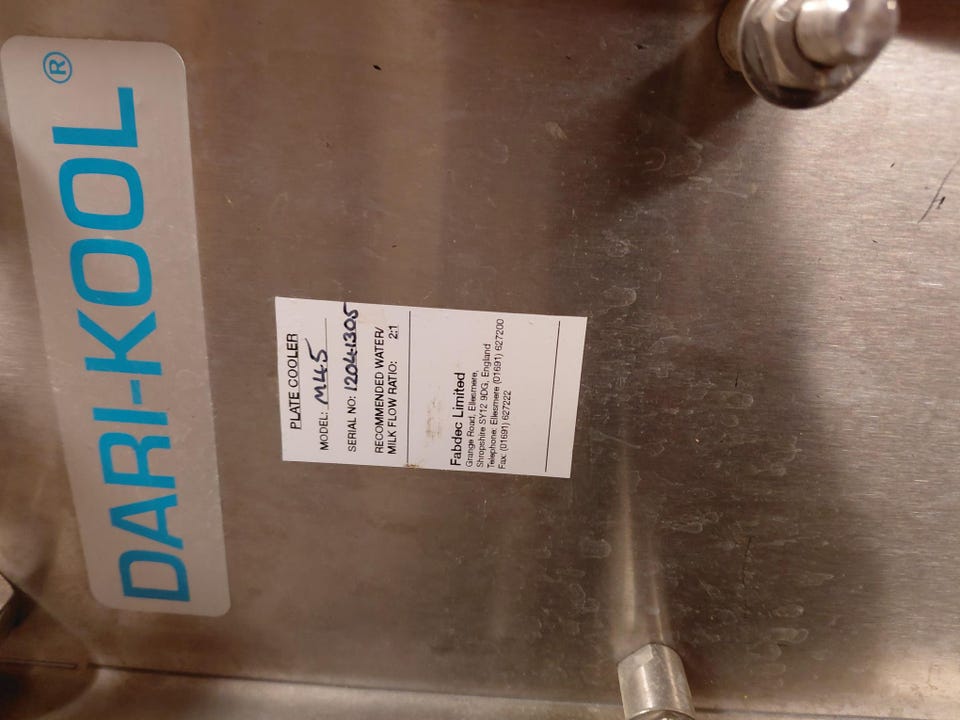 DARI-KOOL ®
PLATE COOLER
MODEL: M45
SERIAL NO: 12041305
RECOMMENDED WATER/
MILK FLOW RATIO: 2:1
Fabdec Limited
Grange Road, Ellesmere,
Shropshire SY12 9DG, England
Telephone: Ellesmere (01691) 627200
Fax: (01691) 627222